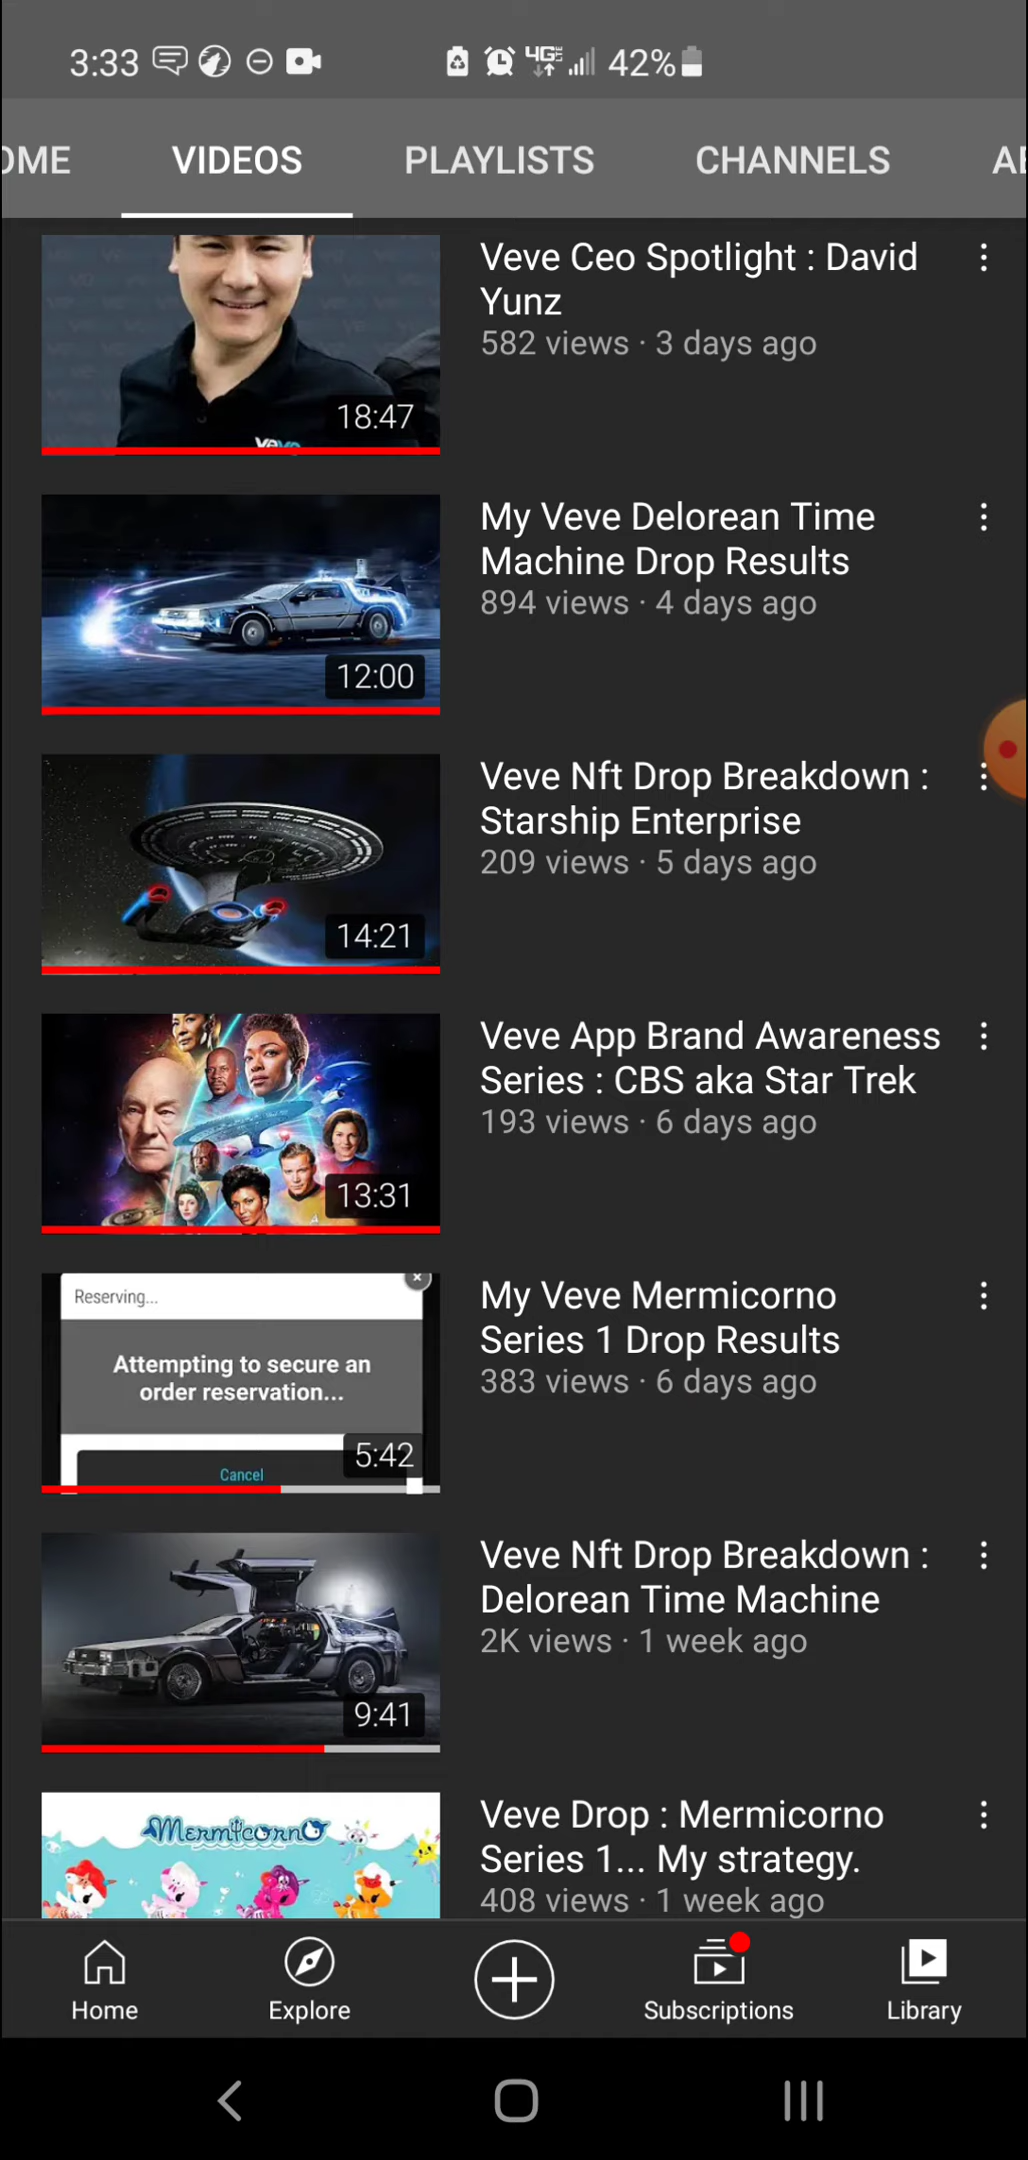 3:33 4G LTE 42%
OME VIDEOS PLAYLISTS CHANNELS
Veve Ceo Spotlight : David
Yunz
582 views · 3 days ago
18:47
veve
My Veve Delorean Time
Machine Drop Results
894 views · 4 days ago
12:00
Veve Nft Drop Breakdown :
Starship Enterprise
209 views · 5 days ago
14:21
Veve App Brand Awareness
Series : CBS aka Star Trek
193 views · 6 days ago
13:31
Reserving...
Attempting to secure an
order reservation...
5:42
Cancel
My Veve Mermicorno
Series 1 Drop Results
383 views · 6 days ago
Veve Nft Drop Breakdown :
Delorean Time Machine
2K views · 1 week ago
9:41
MermicornO
Veve Drop : Mermicorno
Series 1... My strategy.
408 views · 1 week ago
Home Explore Subscriptions Library